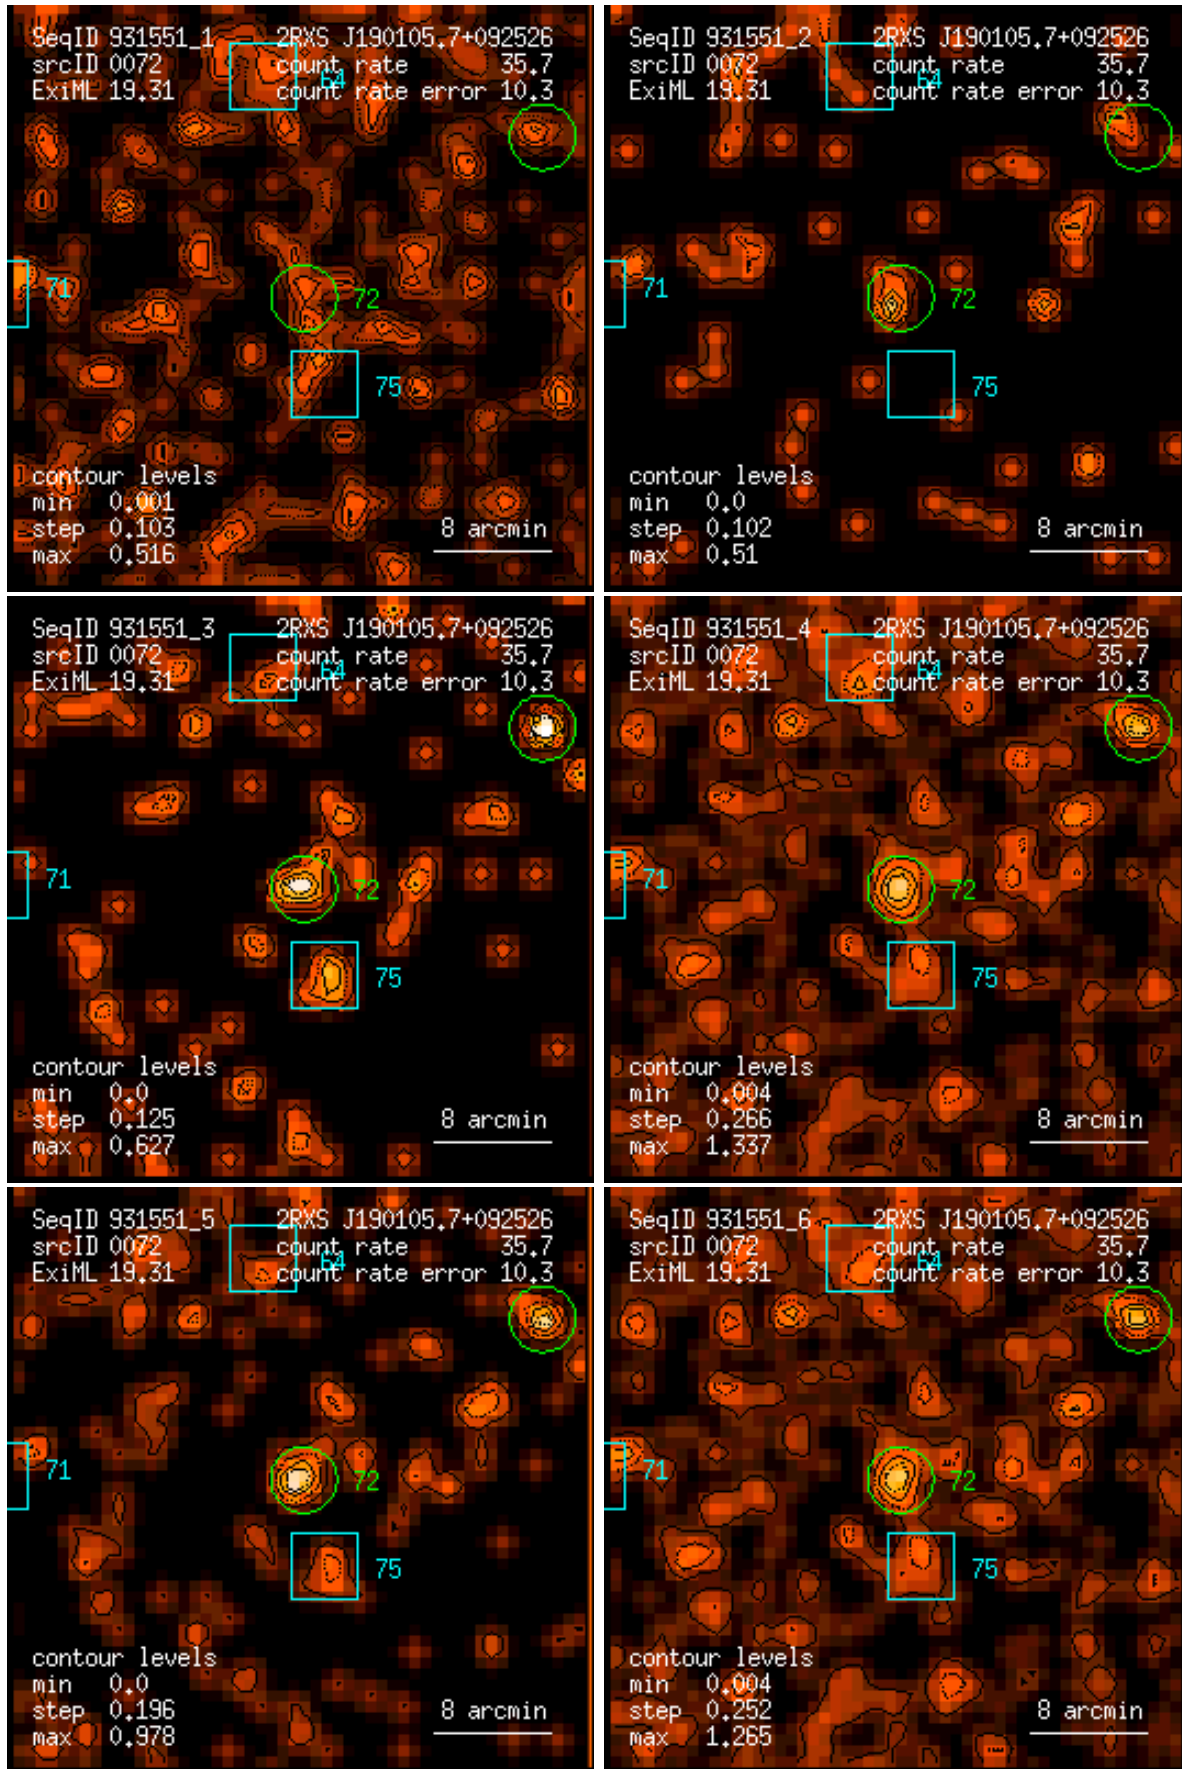 SeqID 931551_1 2RXS J190105.7+092526
srcID 0072 count rate 35.7
64
ExiML 19.31 count rate error 10.3
71
72
75
contour levels
min 0.001
step 0.103 8 arcmin
max 0.516
SeqID 931551_2 2RXS J190105.7+092526
srcID 0072 count rate 35.7
64
ExiML 19.31 count rate error 10.3
71
72
75
contour levels
min 0.0
step 0.102 8 arcmin
max 0.51
SeqID 931551_3 2RXS J190105.7+092526
srcID 0072 count rate 35.7
64
ExiML 19.31 count rate error 10.3
71
72
75
contour levels
min 0.0
step 0.125 8 arcmin
max 0.627
SeqID 931551_4 2RXS J190105.7+092526
srcID 0072 count rate 35.7
64
ExiML 19.31 count rate error 10.3
71
72
75
contour levels
min 0.004
step 0.266 8 arcmin
max 1.337
SeqID 931551_5 2RXS J190105.7+092526
srcID 0072 count rate 35.7
64
ExiML 19.31 count rate error 10.3
71
72
75
contour levels
min 0.0
step 0.196 8 arcmin
max 0.978
SeqID 931551_6 2RXS J190105.7+092526
srcID 0072 count rate 35.7
64
ExiML 19.31 count rate error 10.3
71
72
75
contour levels
min 0.004
step 0.252 8 arcmin
max 1.265